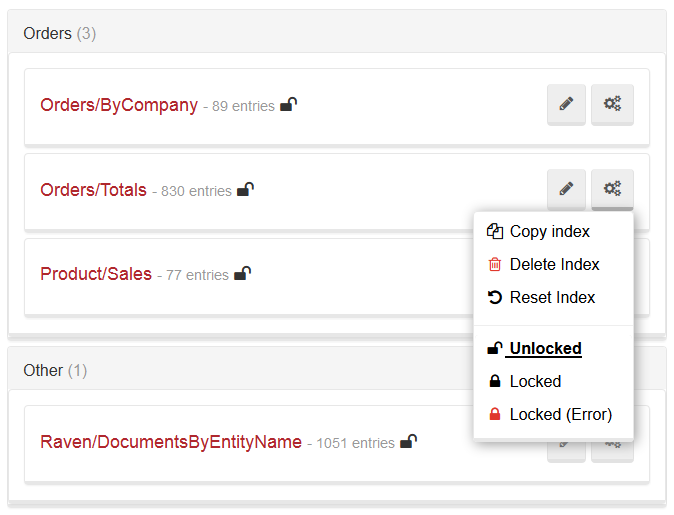 Orders (3)
Orders/ByCompany - 89 entries
Orders/Totals - 830 entries
Copy index
Delete Index
Product/Sales - 77 entries
Reset Index
Unlocked
Other (1)
Locked
Locked (Error)
Raven/DocumentsByEntityName - 1051 entries